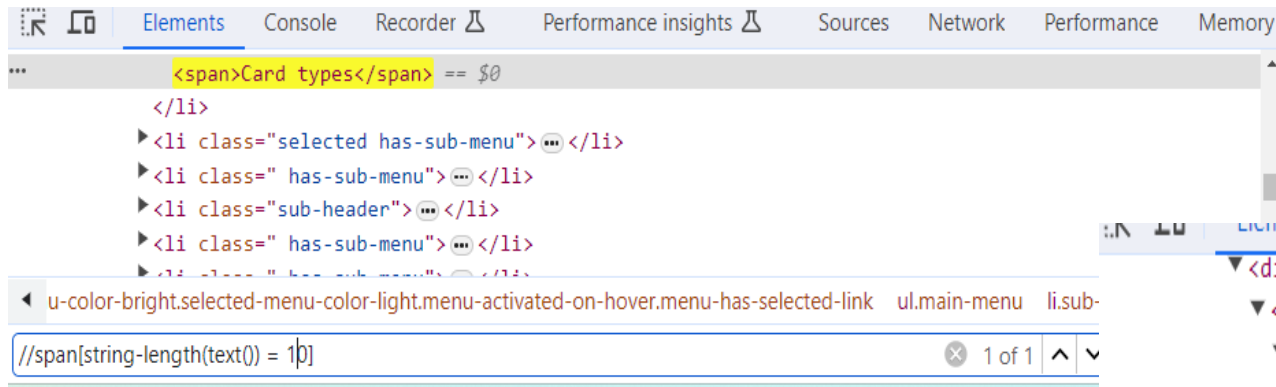 Elements Console Recorder Performance insights Sources Network Performance Memory
<span>Card types</span> == $0
</li>
<li class="selected has-sub-menu">…</li>
<li class=" has-sub-menu">…</li>
<li class="sub-header">…</li>
<li class=" has-sub-menu">…</li>
u-color-bright.selected-menu-color-light.menu-activated-on-hover.menu-has-selected-link ul.main-menu li.sub-
//span[string-length(text()) = 10] 1 of 1